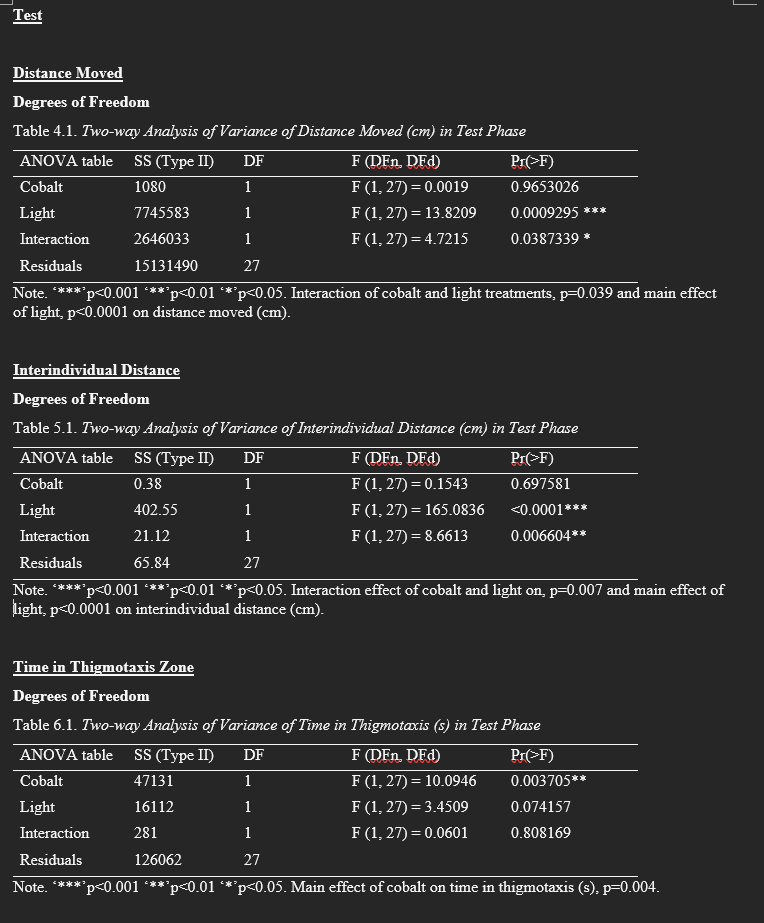 Test
Distance Moved
Degrees of Freedom
Table 4.1. Two-way Analysis of Variance of Distance Moved (cm) in Test Phase
ANOVA table SS (Type II) DF F (DFn, DFd) Pr(>F)
Cobalt 1080 1 F (1, 27) = 0.0019 0.9653026
Light 7745583 1 F (1, 27) = 13.8209 0.0009295 ***
Interaction 2646033 1 F (1, 27) = 4.7215 0.0387339 *
Residuals 15131490 27
Note. ‘***’p<0.001 ‘**’p<0.01 ‘*’p<0.05. Interaction of cobalt and light treatments, p=0.039 and main effect
of light, p<0.0001 on distance moved (cm).
Interindividual Distance
Degrees of Freedom
Table 5.1. Two-way Analysis of Variance of Interindividual Distance (cm) in Test Phase
ANOVA table SS (Type II) DF F (DFn, DFd) Pr(>F)
Cobalt 0.38 1 F (1, 27) = 0.1543 0.697581
Light 402.55 1 F (1, 27) = 165.0836 <0.0001***
Interaction 21.12 1 F (1, 27) = 8.6613 0.006604**
Residuals 65.84 27
Note. ‘***’p<0.001 ‘**’p<0.01 ‘*’p<0.05. Interaction effect of cobalt and light on, p=0.007 and main effect of
light, p<0.0001 on interindividual distance (cm).
Time in Thigmotaxis Zone
Degrees of Freedom
Table 6.1. Two-way Analysis of Variance of Time in Thigmotaxis (s) in Test Phase
ANOVA table SS (Type II) DF F (DFn, DFd) Pr(>F)
Cobalt 47131 1 F (1, 27) = 10.0946 0.003705**
Light 16112 1 F (1, 27) = 3.4509 0.074157
Interaction 281 1 F (1, 27) = 0.0601 0.808169
Residuals 126062 27
Note. ‘***’p<0.001 ‘**’p<0.01 ‘*’p<0.05. Main effect of cobalt on time in thigmotaxis (s), p=0.004.